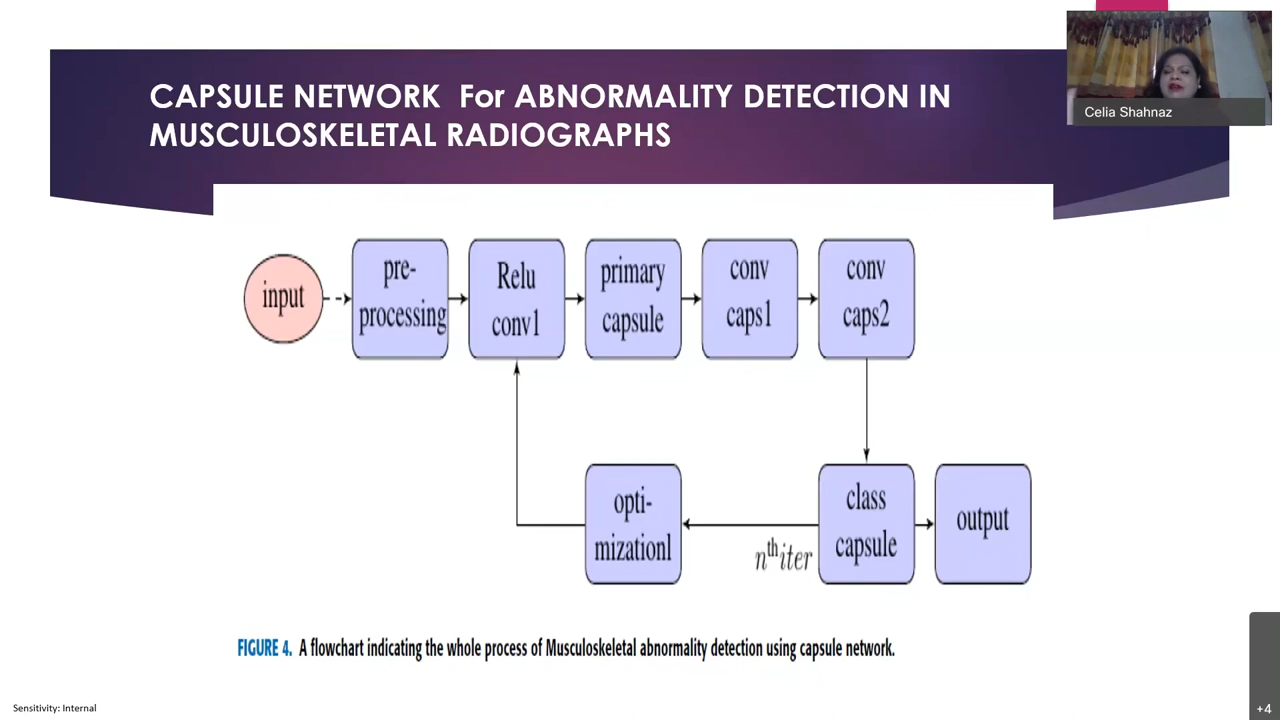 CAPSULE NETWORK For ABNORMALITY DETECTION IN
MUSCULOSKELETAL RADIOGRAPHS
Celia Shahnaz
input
pre-
processing
Relu
conv1
primary
capsule
conv
caps1
conv
caps2
opti-
mizationl
n^th iter
class
capsule
output
FIGURE 4. A flowchart indicating the whole process of Musculoskeletal abnormality detection using capsule network.
Sensitivity: Internal
+4